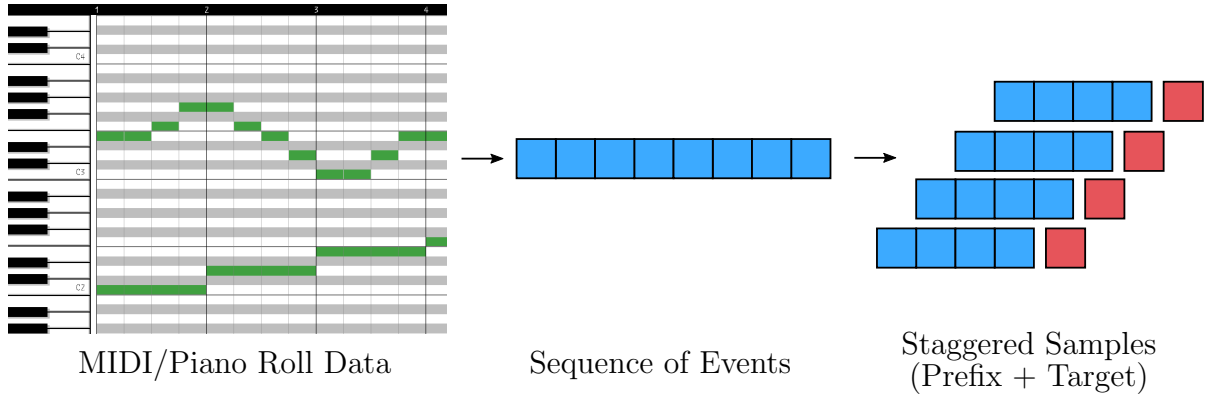 1 2 3 4
C4
C3
C2
MIDI/Piano Roll Data
Sequence of Events
Staggered Samples
(Prefix + Target)